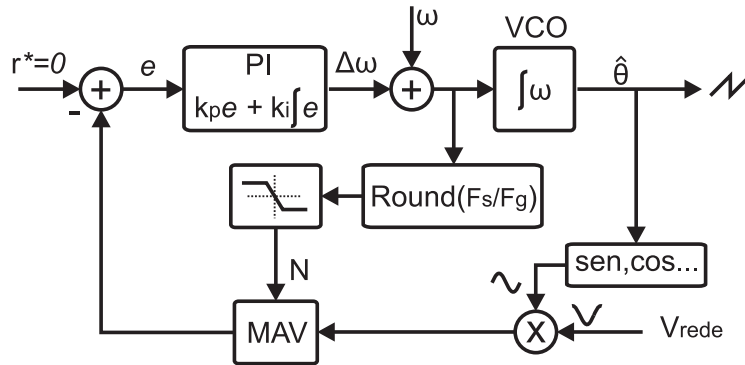 ω
VCO
r*=0
e
PI
kpe + ki∫e
Δω
+
+
∫ω
θ̂
-
Round(Fs/Fg)
N
sen,cos...
MAV
X
Vrede